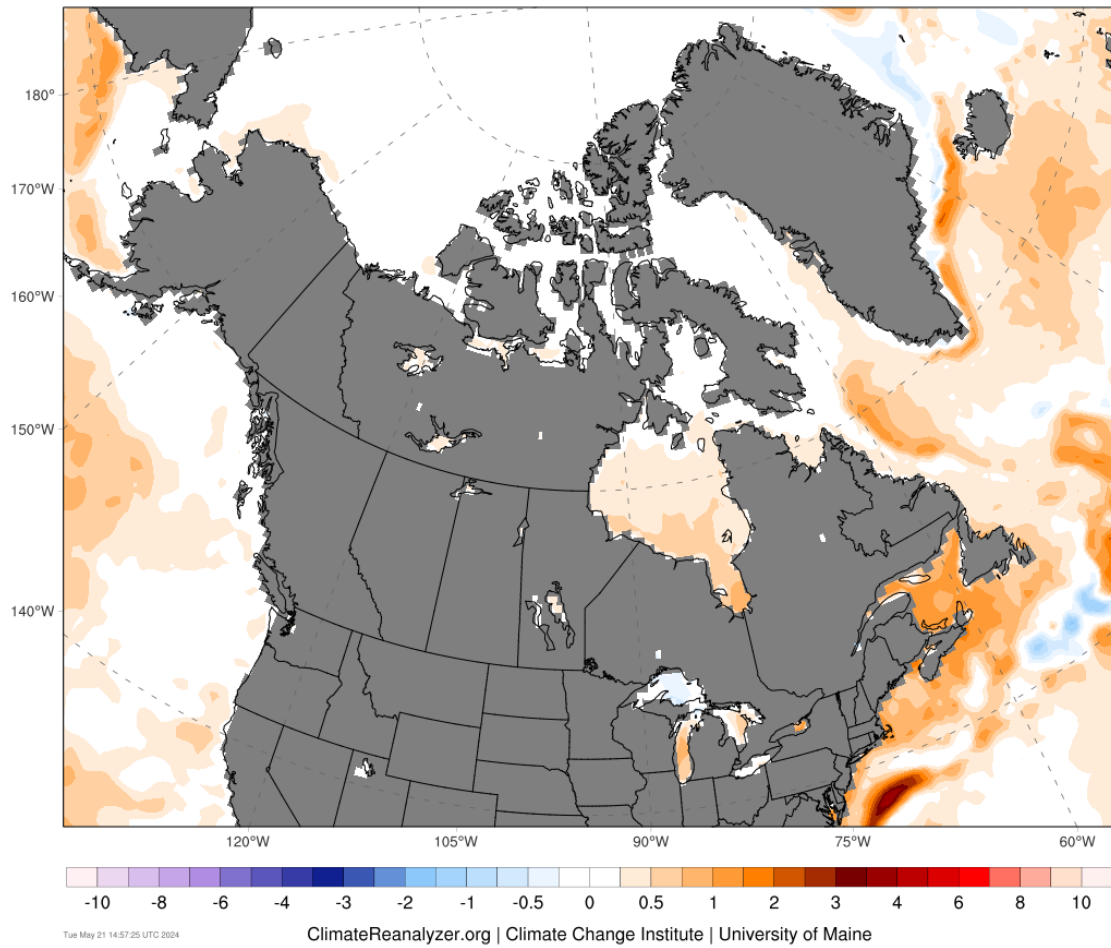 180°
170°W
160°W
150°W
140°W
120°W 105°W 90°W 75°W 60°W
-10 -6 -4 -3 -2 -1 -0.5 0 0.5 1 2 3 4 6 8 10
Tue May 21 14:57:25 UTC 2024
ClimateReanalyzer.org | Climate Change Institute | University of Maine